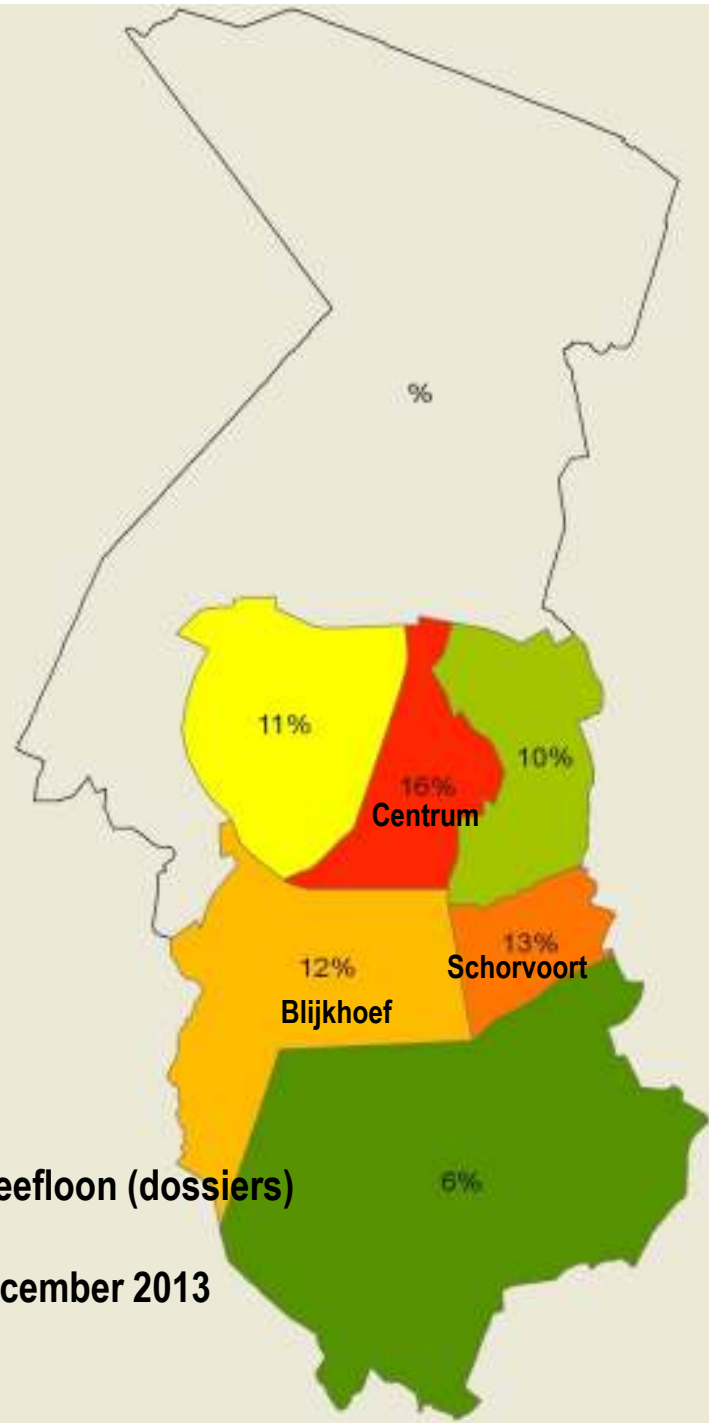 %
11%
10%
16%
Centrum
13%
12%
Schorvoort
Blijkhoef
eefloon (dossiers)
6%
cember 2013